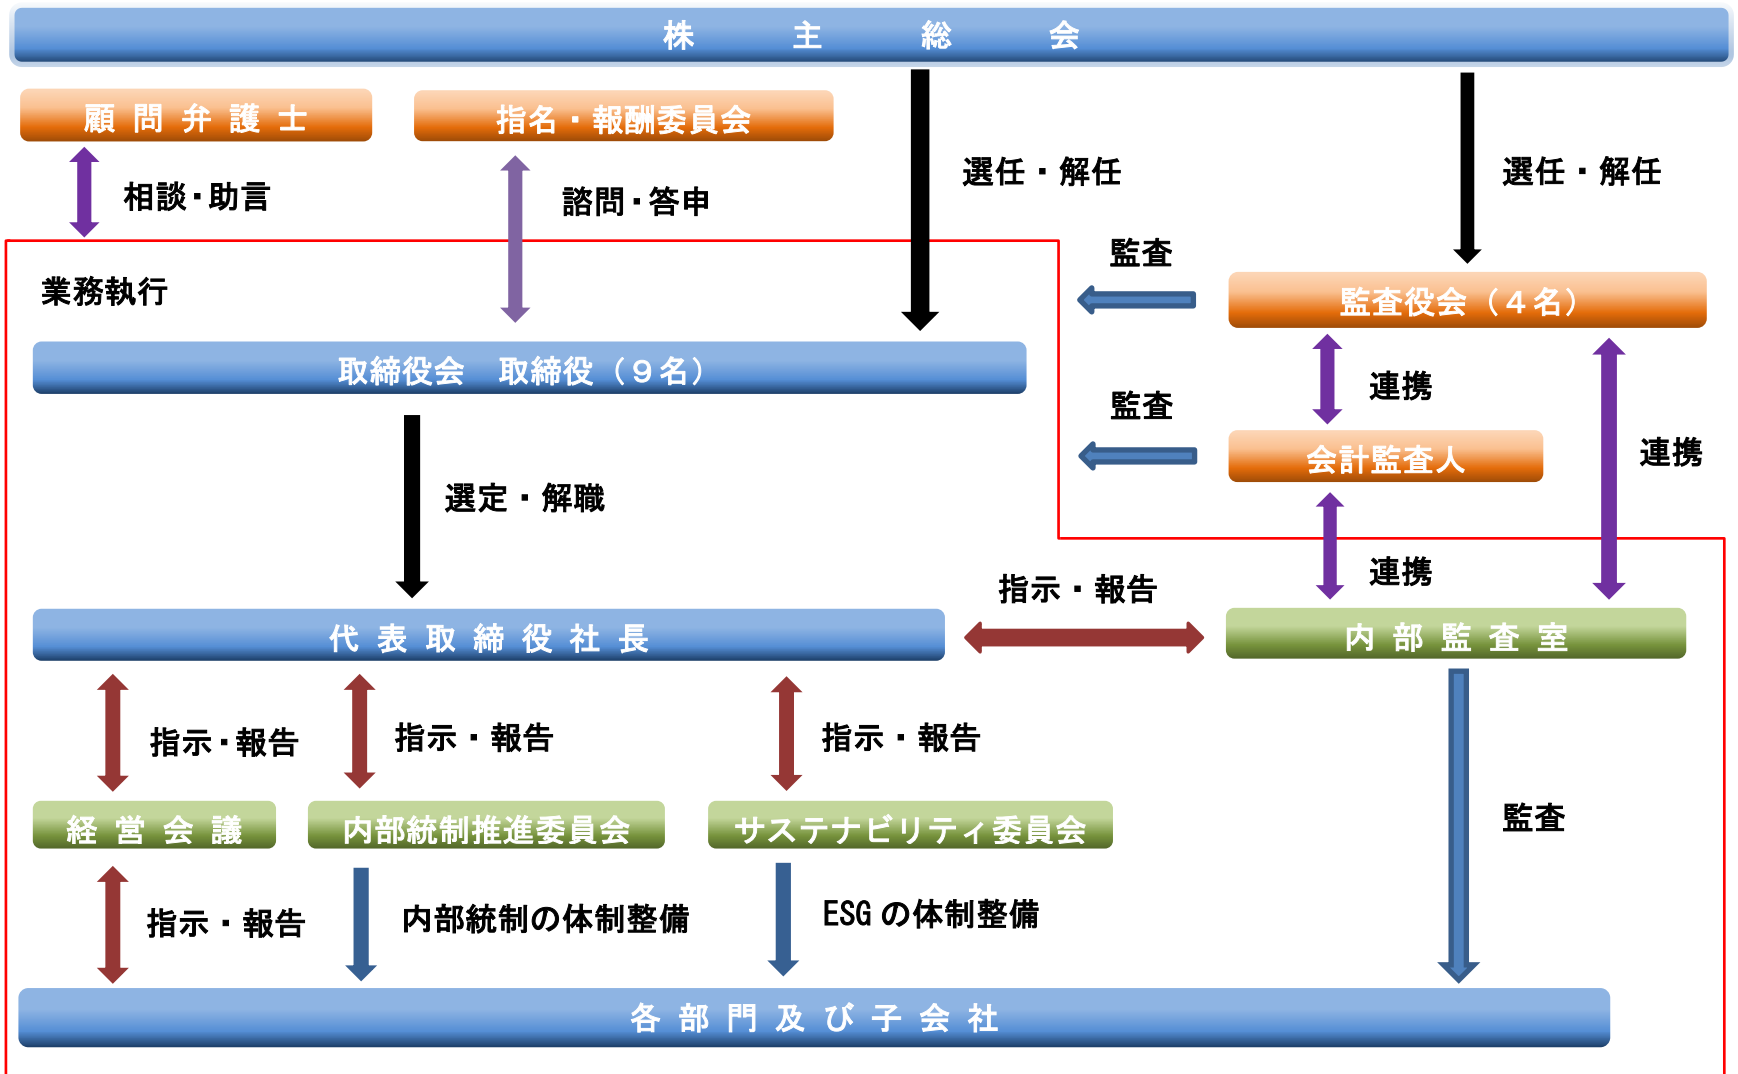 株 主 総 会
顧 問 弁 護 士
指名・報酬委員会
相談・助言
諮問・答申
選任・解任
選任・解任
業務執行
監査
監査役会（４名）
取締役会　取締役（９名）
連携
監査
会計監査人
連携
選定・解職
連携
指示・報告
代 表 取 締 役 社 長
内 部 監 査 室
指示・報告
指示・報告
指示・報告
経 営 会 議
内部統制推進委員会
サステナビリティ委員会
監査
指示・報告
内部統制の体制整備
ESG の体制整備
各 部 門 及 び 子 会 社